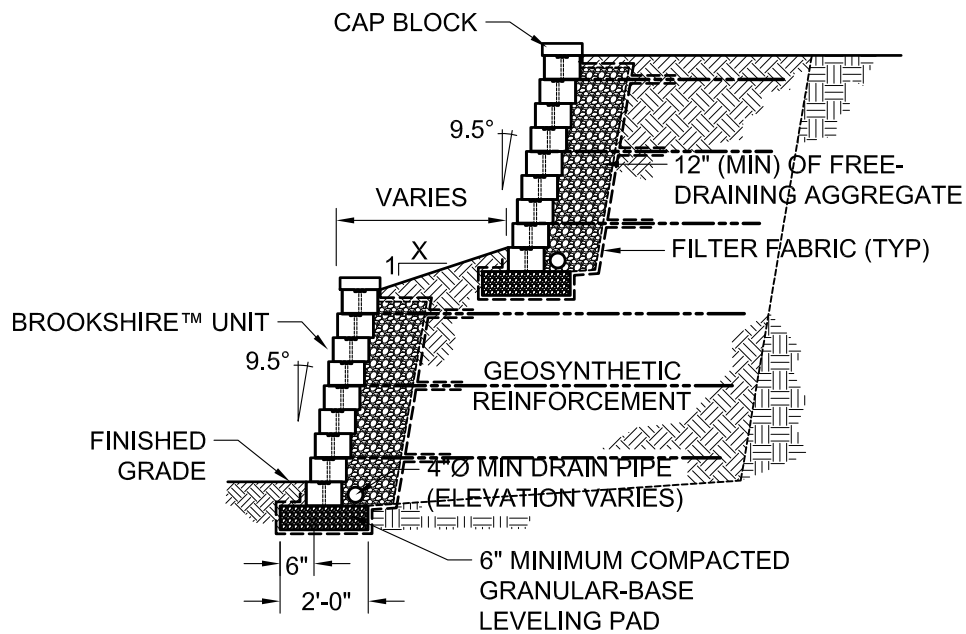 CAP BLOCK
9.5°
12" (MIN) OF FREE-
DRAINING AGGREGATE
VARIES
X
1
FILTER FABRIC (TYP)
BROOKSHIRE™ UNIT
9.5°
GEOSYNTHETIC
REINFORCEMENT
FINISHED
GRADE
4"Ø MIN DRAIN PIPE
(ELEVATION VARIES)
6"
2'-0"
6" MINIMUM COMPACTED
GRANULAR-BASE
LEVELING PAD